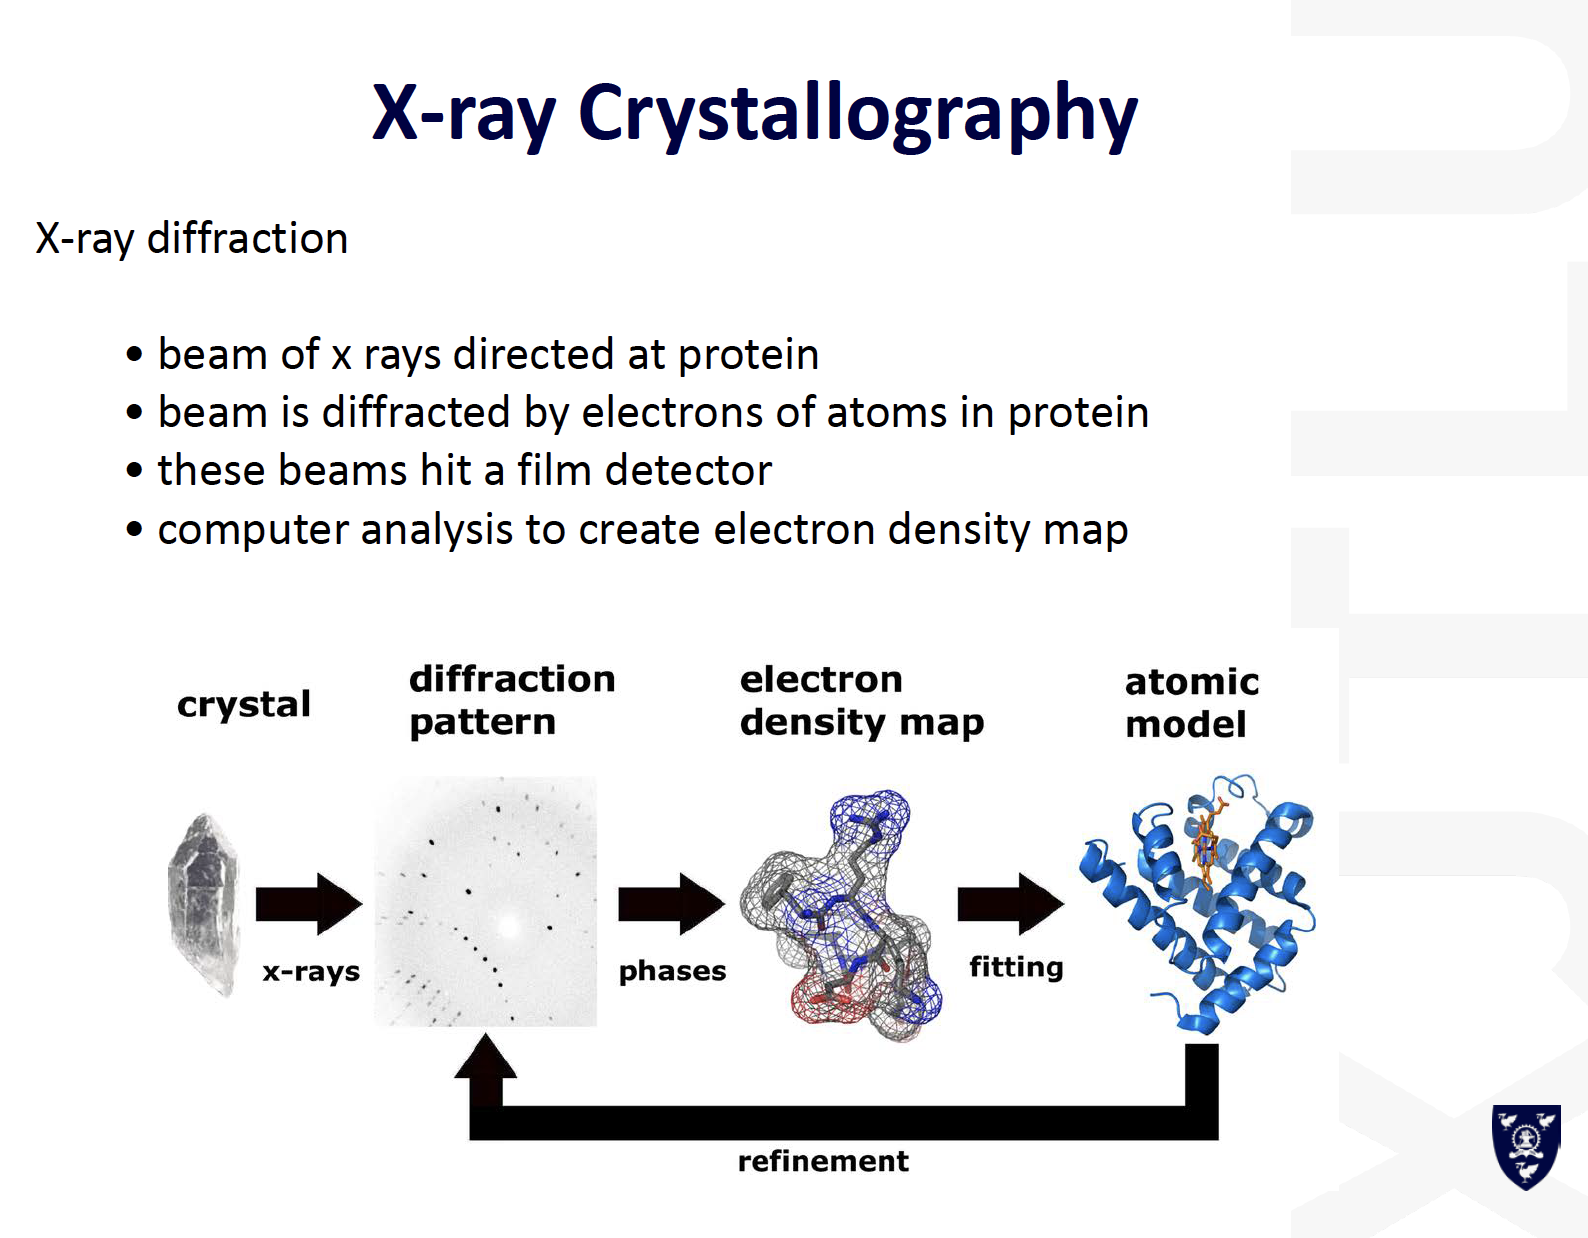 X-ray Crystallography
X-ray diffraction
• beam of x rays directed at protein
• beam is diffracted by electrons of atoms in protein
• these beams hit a film detector
• computer analysis to create electron density map
crystal
diffraction
pattern
electron
density map
atomic
model
x-rays
phases
fitting
refinement